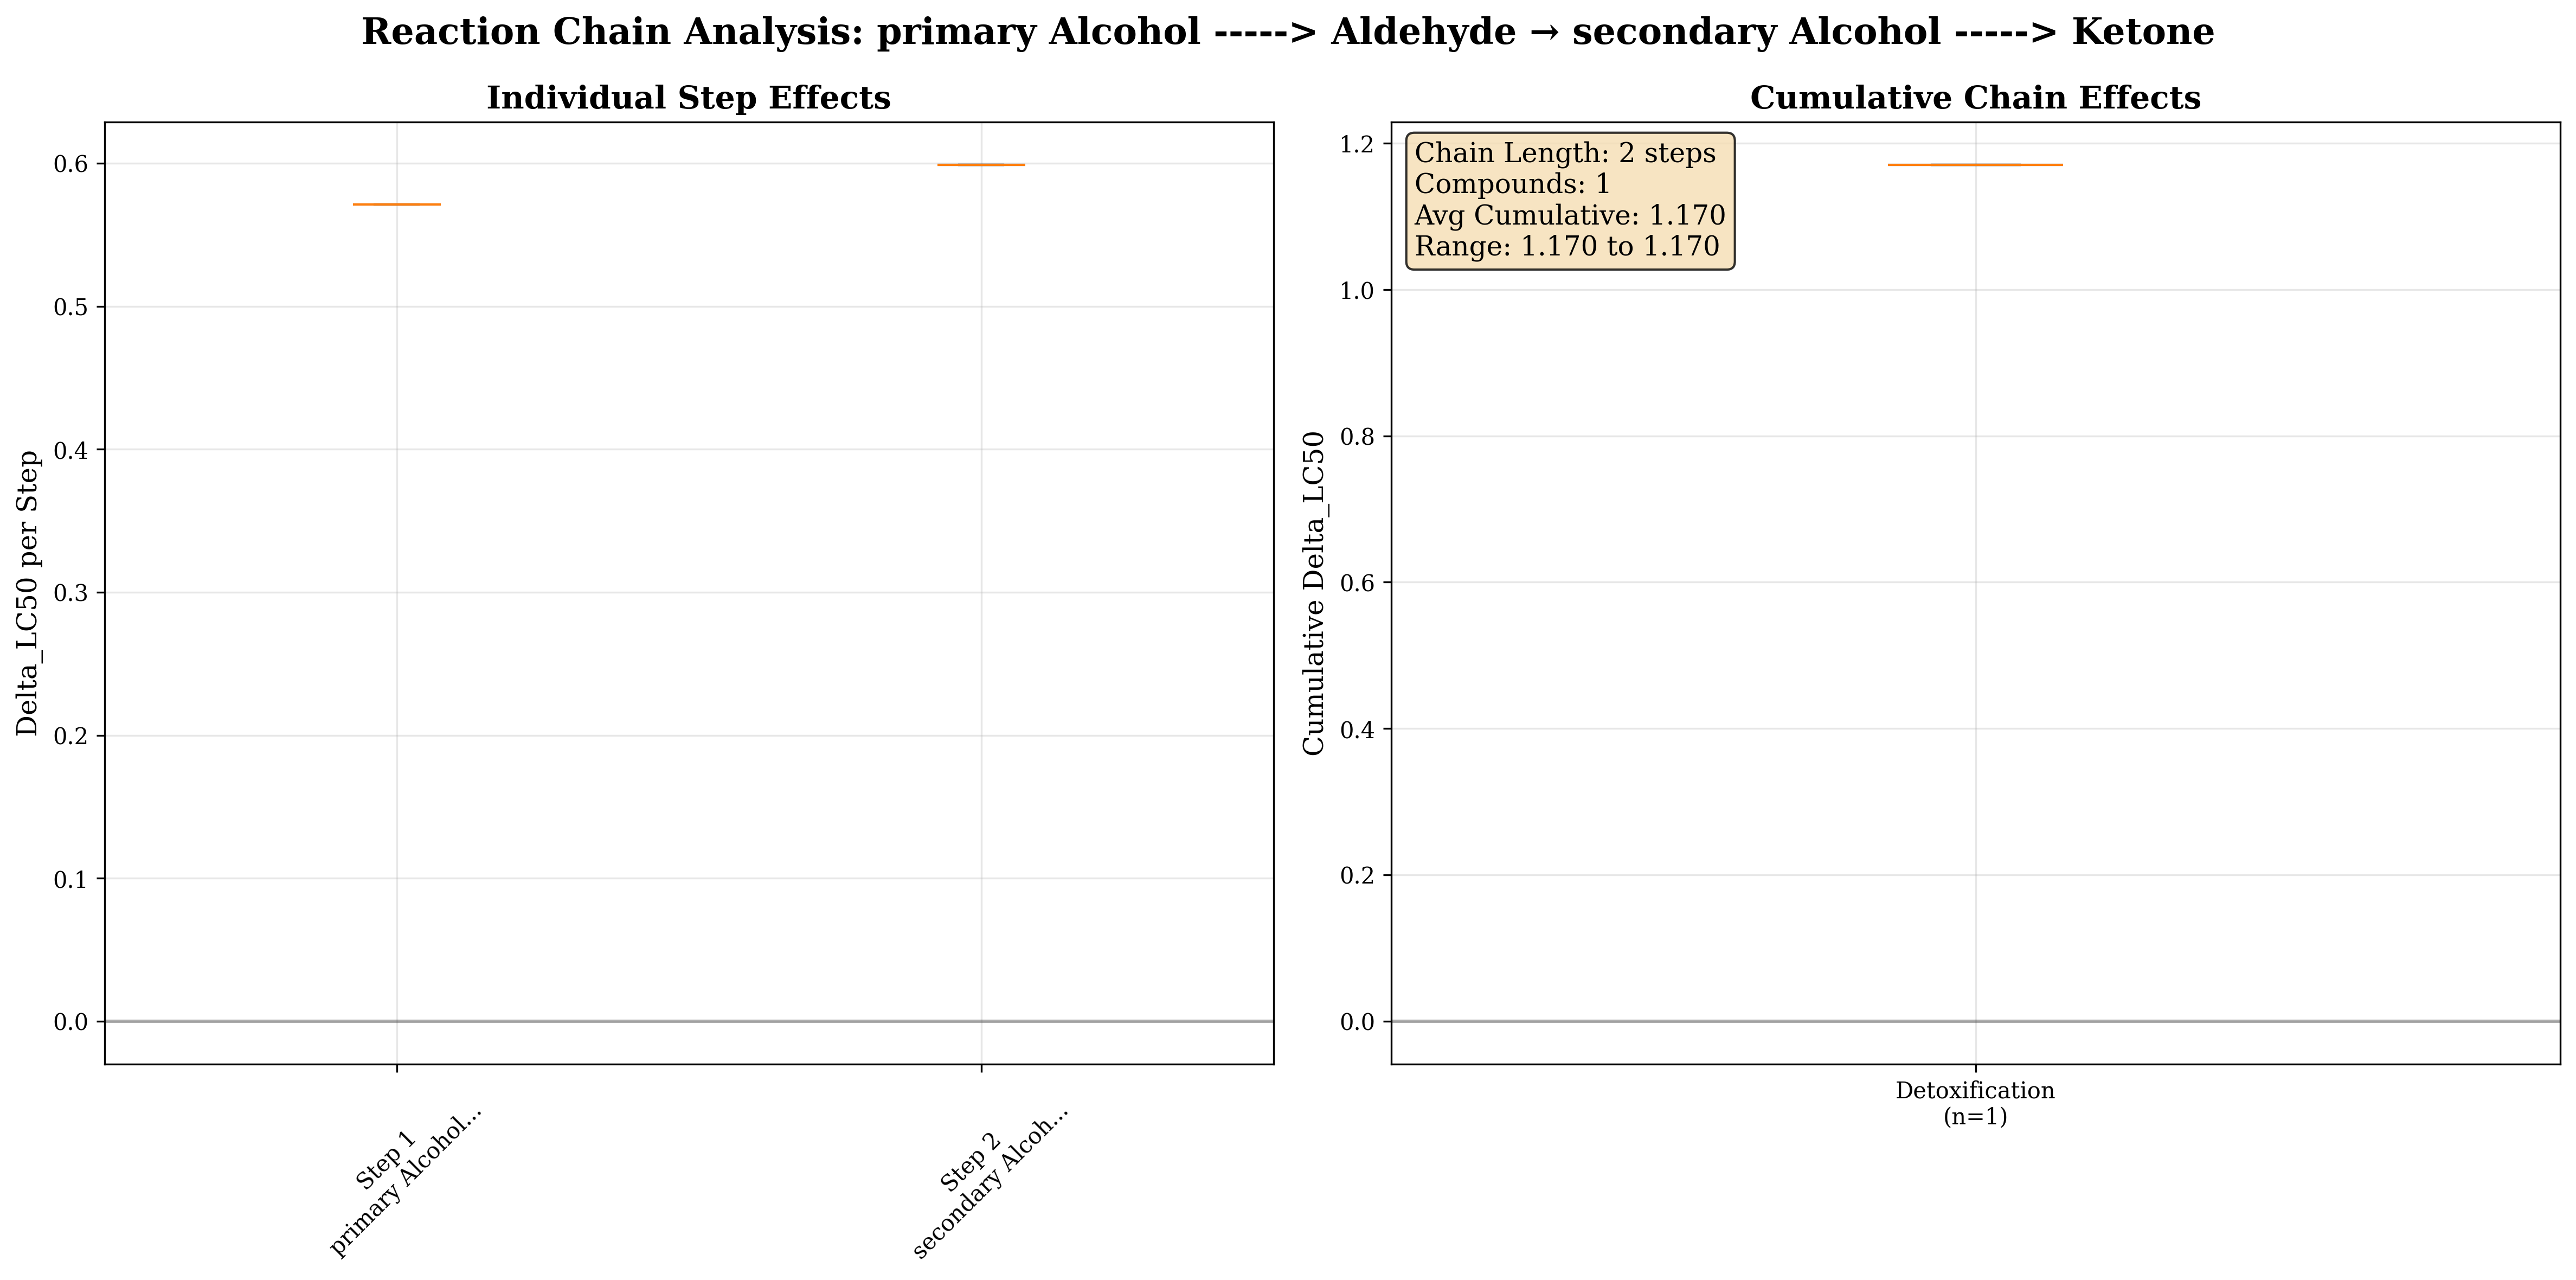 Reaction Chain Analysis: primary Alcohol -----> Aldehyde → secondary Alcohol -----> Ketone
Individual Step Effects
Delta_LC50 per Step
0.6
0.5
0.4
0.3
0.2
0.1
0.0
Step 1
primary Alcohol...
Step 2
secondary Alcoh...
Cumulative Chain Effects
Cumulative Delta_LC50
1.2
1.0
0.8
0.6
0.4
0.2
0.0
Chain Length: 2 steps
Compounds: 1
Avg Cumulative: 1.170
Range: 1.170 to 1.170
Detoxification
(n=1)